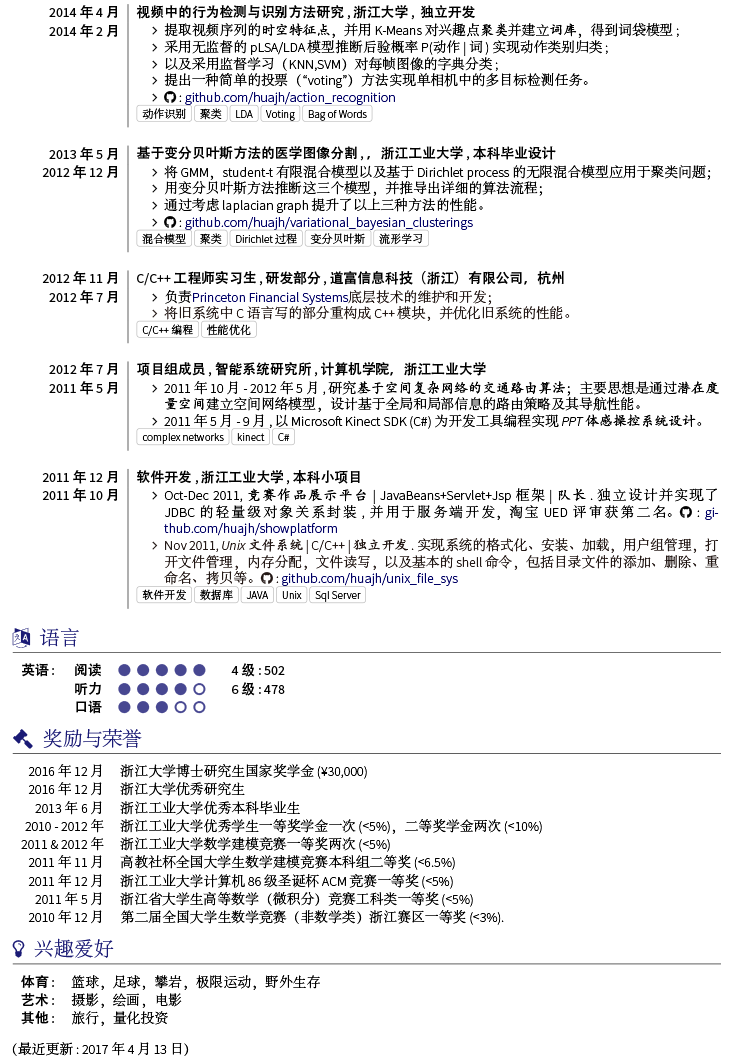 2014 年 4 月 视频中的行为检测与识别方法研究 , 浙江大学，独立开发
2014 年 2 月 提取视频序列的时空特征点，并用 K-Means 对兴趣点聚类并建立词库，得到词袋模型；
采用无监督的 pLSA/LDA 模型推断后验概率 P(动作 | 词 ) 实现动作类别归类；
以及采用监督学习（KNN,SVM）对每帧图像的字典分类；
提出一种简单的投票（“voting”）方法实现单相机中的多目标检测任务。
: github.com/huajh/action_recognition
动作识别 聚类 LDA Voting Bag of Words
2013 年 5 月 基于变分贝叶斯方法的医学图像分割 , ，浙江工业大学 , 本科毕业设计
2012 年 12 月 将 GMM，student-t 有限混合模型以及基于 Dirichlet process 的无限混合模型应用于聚类问题；
用变分贝叶斯方法推断这三个模型，并推导出详细的算法流程；
通过考虑 laplacian graph 提升了以上三种方法的性能。
: github.com/huajh/variational_bayesian_clusterings
混合模型 聚类 Dirichlet 过程 变分贝叶斯 流形学习
2012 年 11 月 C/C++ 工程师实习生 , 研发部分 , 道富信息科技（浙江）有限公司，杭州
2012 年 7 月 负责Princeton Financial Systems底层技术的维护和开发；
将旧系统中 C 语言写的部分重构成 C++ 模块，并优化旧系统的性能。
C/C++ 编程 性能优化
2012 年 7 月 项目组成员 , 智能系统研究所 , 计算机学院，浙江工业大学
2011 年 5 月 2011 年 10 月 - 2012 年 5 月 , 研究基于空间复杂网络的交通路由算法；主要思想是通过潜在度
量空间建立空间网络模型，设计基于全局和局部信息的路由策略及其导航性能。
2011 年 5 月 - 9 月 , 以 Microsoft Kinect SDK (C#) 为开发工具编程实现 PPT 体感操控系统设计。
complex networks kinect C#
2011 年 12 月 软件开发 , 浙江工业大学 , 本科小项目
2011 年 10 月 Oct-Dec 2011, 竞赛作品展示平台 | JavaBeans+Servlet+Jsp 框架 | 队长 . 独立设计并实现了
JDBC 的轻量级对象关系封装 , 并用于服务端开发，淘宝 UED 评审获第二名。 : gi-
thub.com/huajh/showplatform
Nov 2011, Unix 文件系统 | C/C++ | 独立开发 . 实现系统的格式化、安装、加载，用户组管理，打
开文件管理，内存分配，文件读写，以及基本的 shell 命令，包括目录文件的添加、删除、重
命名、拷贝等。 : github.com/huajh/unix_file_sys
软件开发 数据库 JAVA Unix Sql Server
语言
英语： 阅读 4 级 : 502
听力 6 级 : 478
口语
奖励与荣誉
2016 年 12 月 浙江大学博士研究生国家奖学金 (¥30,000)
2016 年 12 月 浙江大学优秀研究生
2013 年 6 月 浙江工业大学优秀本科毕业生
2010 - 2012 年 浙江工业大学优秀学生一等奖学金一次 (<5%)，二等奖学金两次 (<10%)
2011 & 2012 年 浙江工业大学数学建模竞赛一等奖两次 (<5%)
2011 年 11 月 高教社杯全国大学生数学建模竞赛本科组二等奖 (<6.5%)
2011 年 12 月 浙江工业大学计算机 86 级圣诞杯 ACM 竞赛一等奖 (<5%)
2011 年 5 月 浙江省大学生高等数学（微积分）竞赛工科类一等奖 (<5%)
2010 年 12 月 第二届全国大学生数学竞赛（非数学类）浙江赛区一等奖 (<3%).
兴趣爱好
体育： 篮球，足球，攀岩，极限运动，野外生存
艺术： 摄影，绘画，电影
其他： 旅行，量化投资
（最近更新 : 2017 年 4 月 13 日）